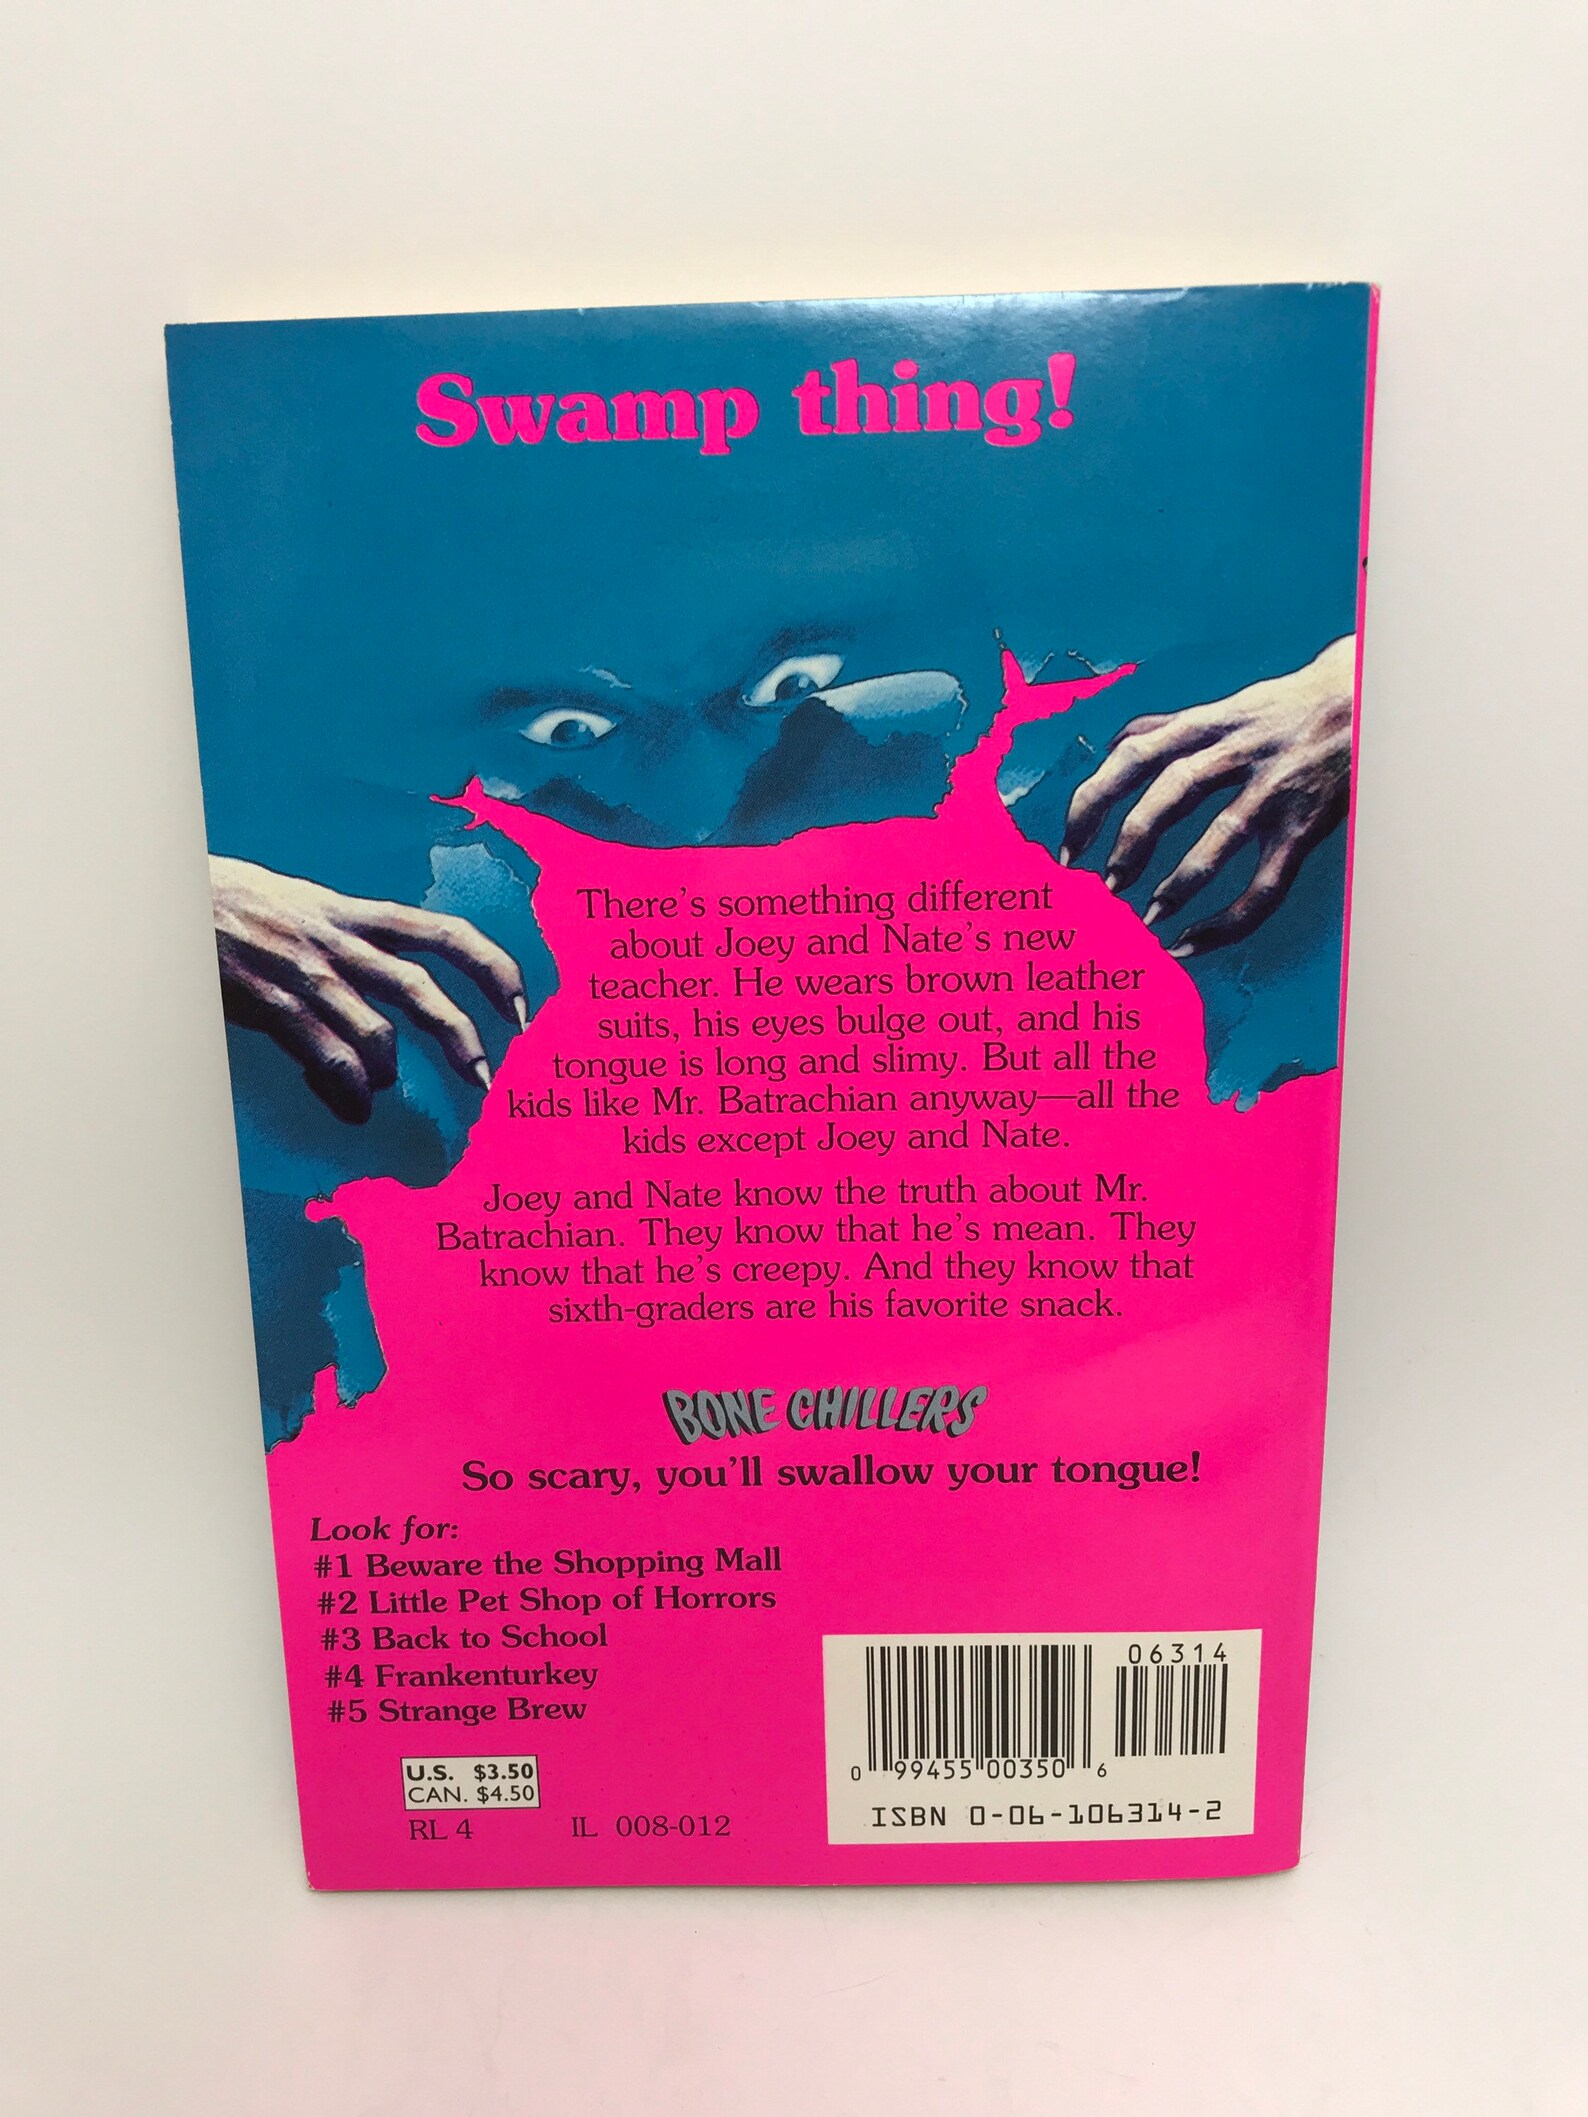 Swamp thing!
There's something different
about Joey and Nate's new
teacher. He wears brown leather
suits, his eyes bulge out, and his
tongue is long and slimy. But all the
kids like Mr. Batrachian anyway—all the
kids except Joey and Nate.
Joey and Nate know the truth about Mr.
Batrachian. They know that he's mean. They
know that he's creepy. And they know that
sixth-graders are his favorite snack.
BONE CHILLERS
So scary, you'll swallow your tongue!
Look for:
#1 Beware the Shopping Mall
#2 Little Pet Shop of Horrors
#3 Back to School
#4 Frankenturkey
#5 Strange Brew
U.S. $3.50
CAN. $4.50
RL 4 IL 008-012
06314
0 99455 00350 6
ISBN 0-06-106314-2